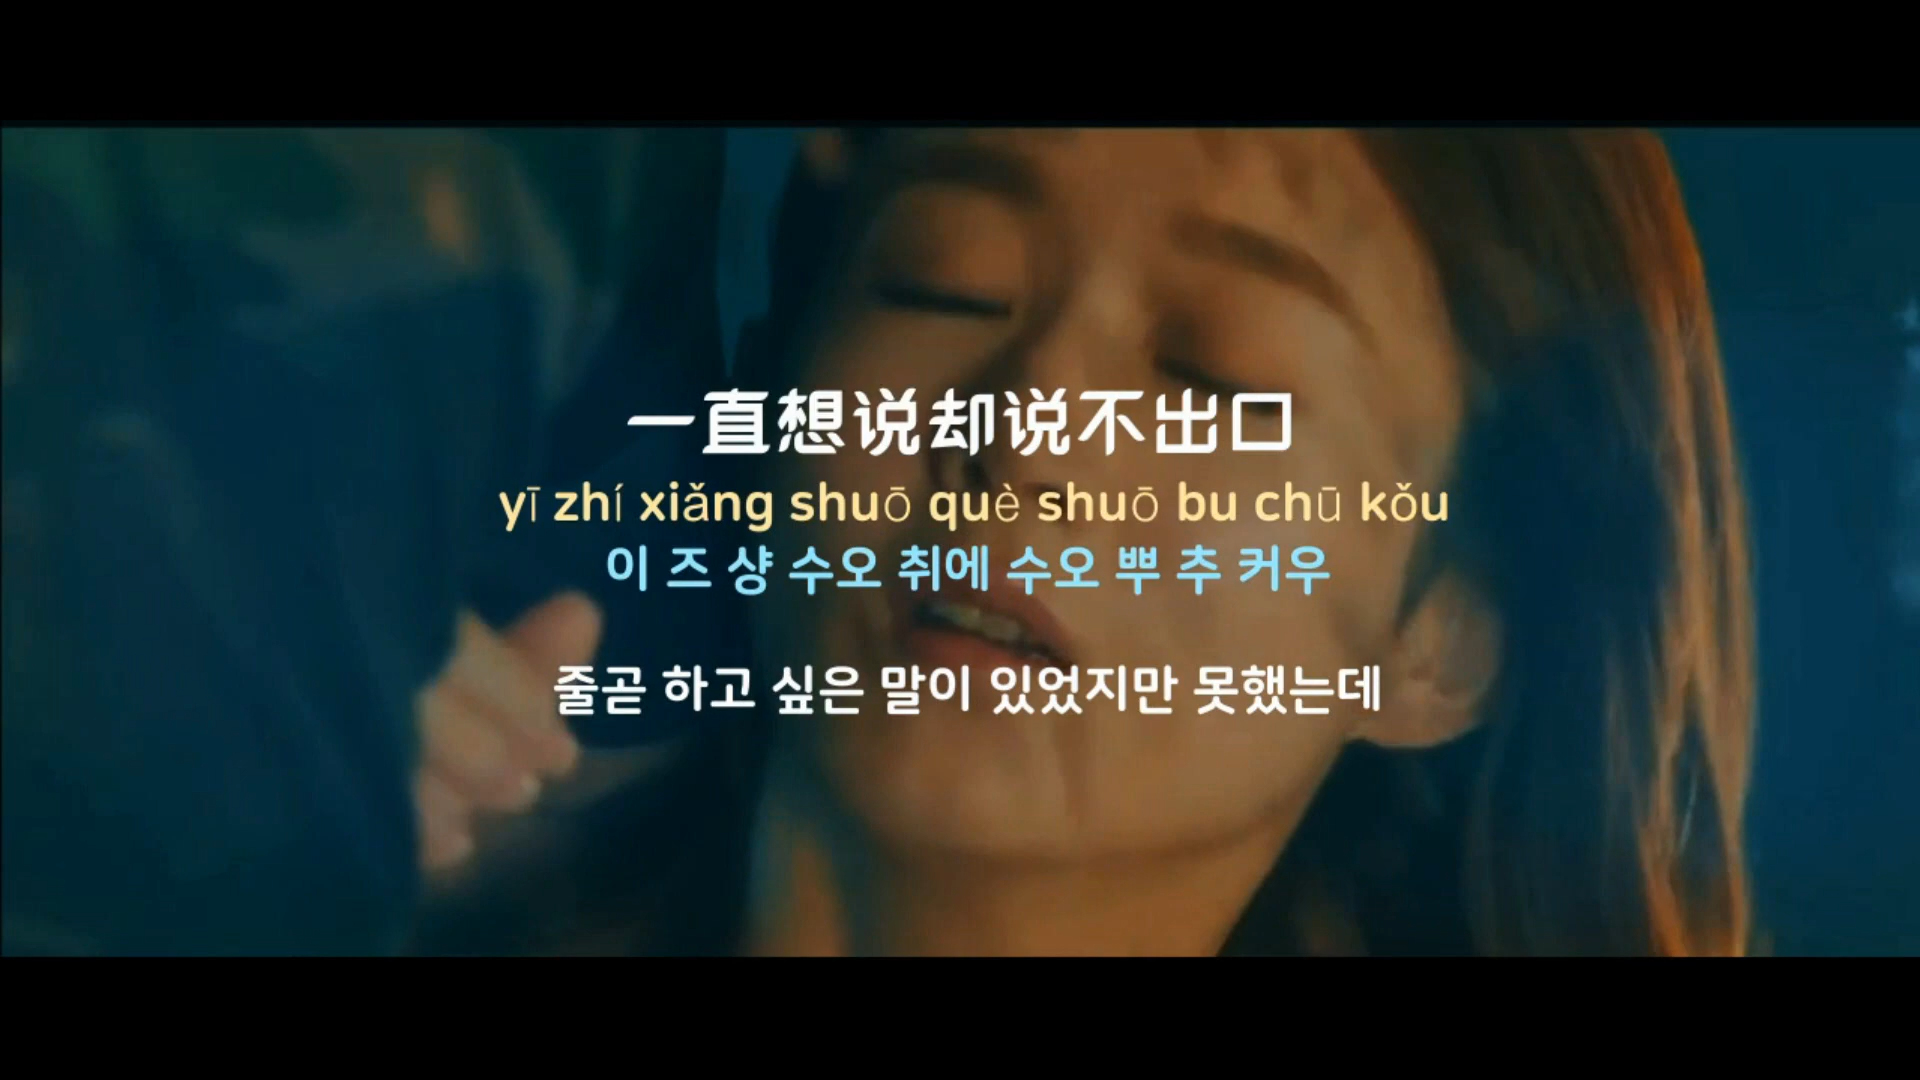 一直想说却说不出口
yī zhí xiǎng shuō què shuō bu chū kǒu
이 즈 샹 수오 취에 수오 뿌 추 커우
줄곧 하고 싶은 말이 있었지만 못했는데